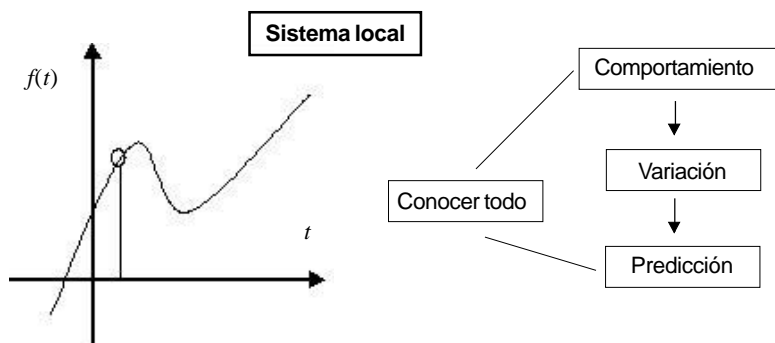 Sistema local
f(t)
t
Comportamiento
Variación
Conocer todo
Predicción